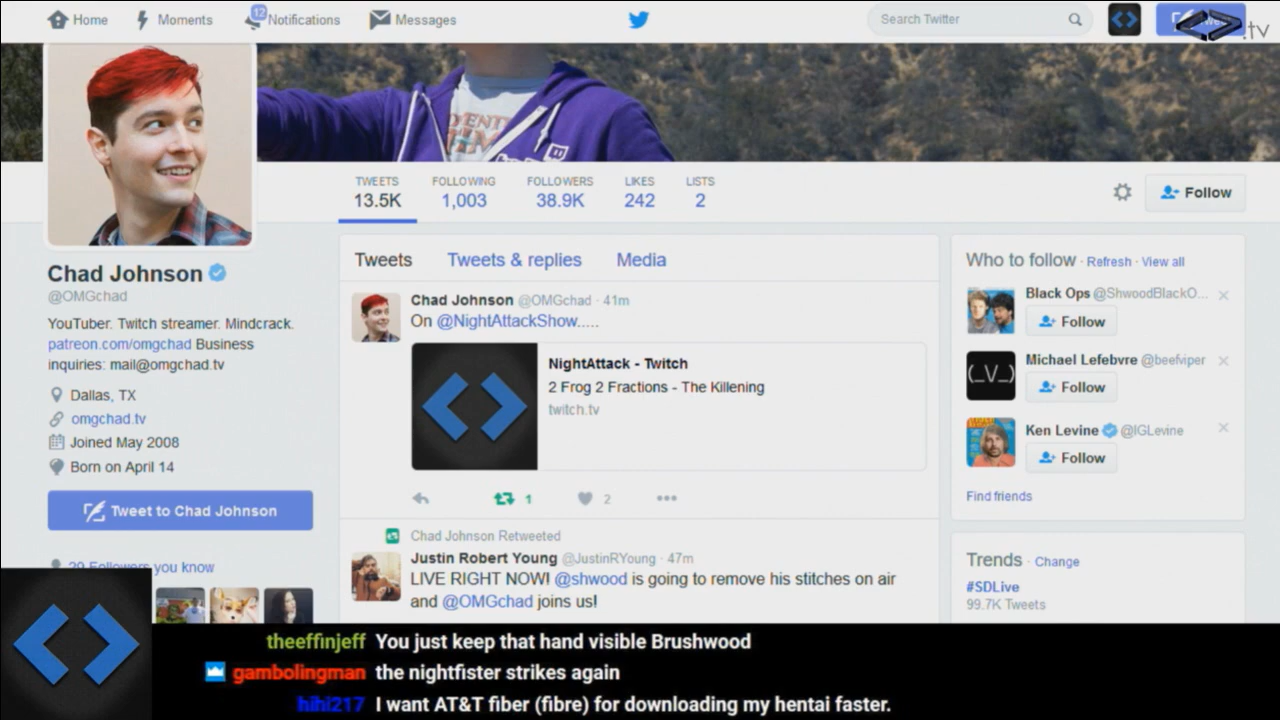 Home
Moments
12
Notifications
Messages
Search Twitter
.tv
TWEETS
13.5K
FOLLOWING
1,003
FOLLOWERS
38.9K
LIKES
242
LISTS
2
Follow
Chad Johnson
@OMGchad
YouTuber. Twitch streamer. Mindcrack.
patreon.com/omgchad Business
inquiries: mail@omgchad.tv
Dallas, TX
omgchad.tv
Joined May 2008
Born on April 14
Tweet to Chad Johnson
29 Followers you know
Tweets
Tweets & replies
Media
Chad Johnson @OMGchad · 41m
On @NightAttackShow.....
NightAttack - Twitch
2 Frog 2 Fractions - The Killening
twitch.tv
1
2
Chad Johnson Retweeted
Justin Robert Young @JustinRYoung · 47m
LIVE RIGHT NOW! @shwood is going to remove his stitches on air
and @OMGchad joins us!
Who to follow · Refresh · View all
Black Ops @ShwoodBlackO...
Follow
Michael Lefebvre @beefviper
(_V_)
Follow
Ken Levine @IGLevine
Follow
Find friends
Trends · Change
#SDLive
99.7K Tweets
theeffinjeff You just keep that hand visible Brushwood
gambolingman the nightfister strikes again
hihi217 I want AT&T fiber (fibre) for downloading my hentai faster.